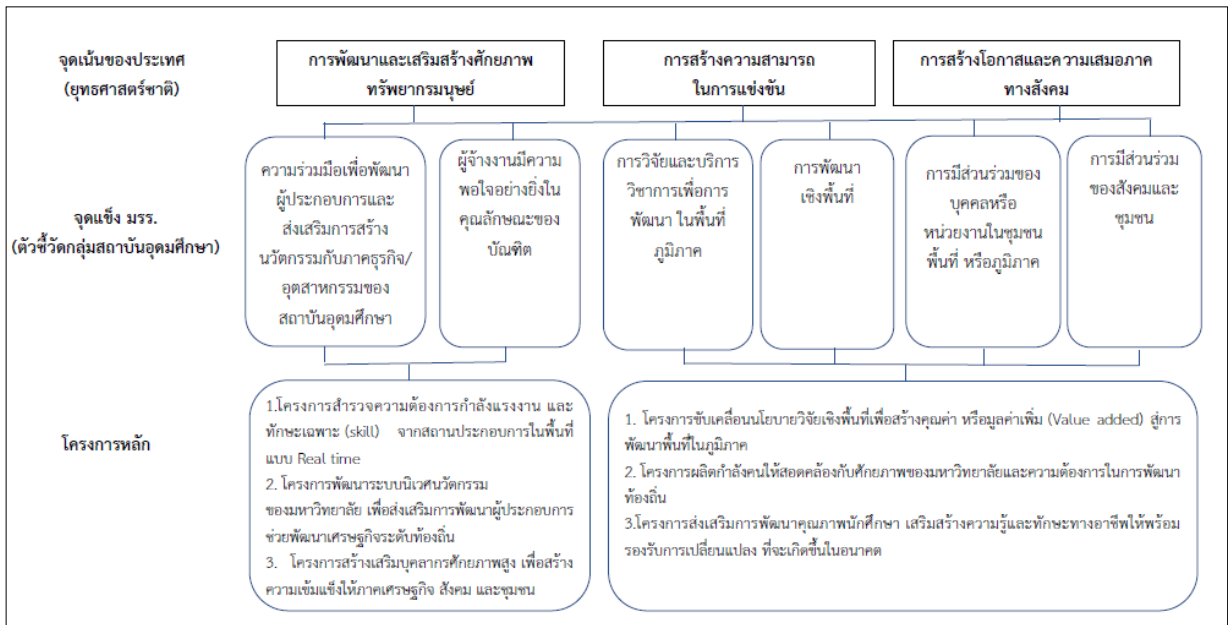 จุดเน้นของประเทศ
(ยุทธศาสตร์ชาติ)
การพัฒนาและเสริมสร้างศักยภาพ
ทรัพยากรมนุษย์
การสร้างความสามารถ
ในการแข่งขัน
การสร้างโอกาสและความเสมอภาค
ทางสังคม
จุดแข็ง มรร.
(ตัวชี้วัดกลุ่มสถาบันอุดมศึกษา)
ความร่วมมือเพื่อพัฒนา
ผู้ประกอบการและ
ส่งเสริมการสร้าง
นวัตกรรมกับภาคธุรกิจ/
อุตสาหกรรมของ
สถาบันอุดมศึกษา
ผู้จ้างงานมีความ
พอใจอย่างยิ่งใน
คุณลักษณะของ
บัณฑิต
การวิจัยและบริการ
วิชาการเพื่อการ
พัฒนา ในพื้นที่
ภูมิภาค
การพัฒนา
เชิงพื้นที่
การมีส่วนร่วมของ
บุคคลหรือ
หน่วยงานในชุมชน
พื้นที่ หรือภูมิภาค
การมีส่วนร่วม
ของสังคมและ
ชุมชน
โครงการหลัก
1.โครงการสำรวจความต้องการกำลังแรงงาน และ
ทักษะเฉพาะ (skill) จากสถานประกอบการในพื้นที่
แบบ Real time
2. โครงการพัฒนาระบบนิเวศนวัตกรรม
ของมหาวิทยาลัย เพื่อส่งเสริมการพัฒนาผู้ประกอบการ
ช่วยพัฒนาเศรษฐกิจระดับท้องถิ่น
3. โครงการสร้างเสริมบุคลากรศักยภาพสูง เพื่อสร้าง
ความเข้มแข็งให้ภาคเศรษฐกิจ สังคม และชุมชน
1. โครงการขับเคลื่อนนโยบายวิจัยเชิงพื้นที่เพื่อสร้างคุณค่า หรือมูลค่าเพิ่ม (Value added) สู่การ
พัฒนาพื้นที่ในภูมิภาค
2. โครงการผลิตกำลังคนให้สอดคล้องกับศักยภาพของมหาวิทยาลัยและความต้องการในการพัฒนา
ท้องถิ่น
3.โครงการส่งเสริมการพัฒนาคุณภาพนักศึกษา เสริมสร้างความรู้และทักษะทางอาชีพให้พร้อม
รองรับการเปลี่ยนแปลง ที่จะเกิดขึ้นในอนาคต